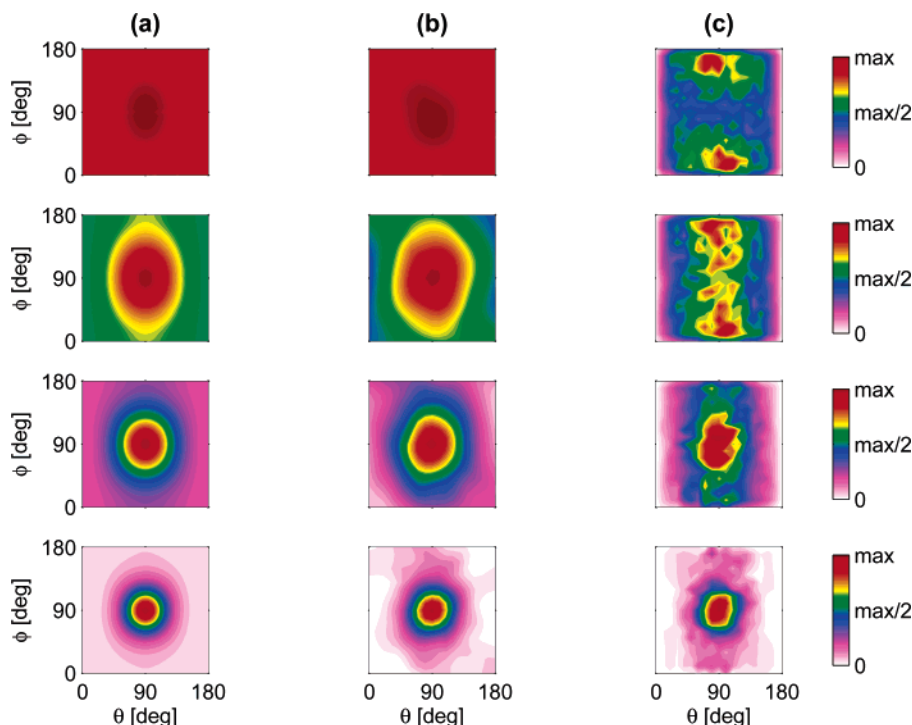 (a) (b) (c)
180
90
0
ϕ [deg]
max
max/2
0
180
90
0
ϕ [deg]
max
max/2
0
180
90
0
ϕ [deg]
max
max/2
0
180
90
0
ϕ [deg]
max
max/2
0
0 90 180 0 90 180 0 90 180
θ [deg] θ [deg] θ [deg]